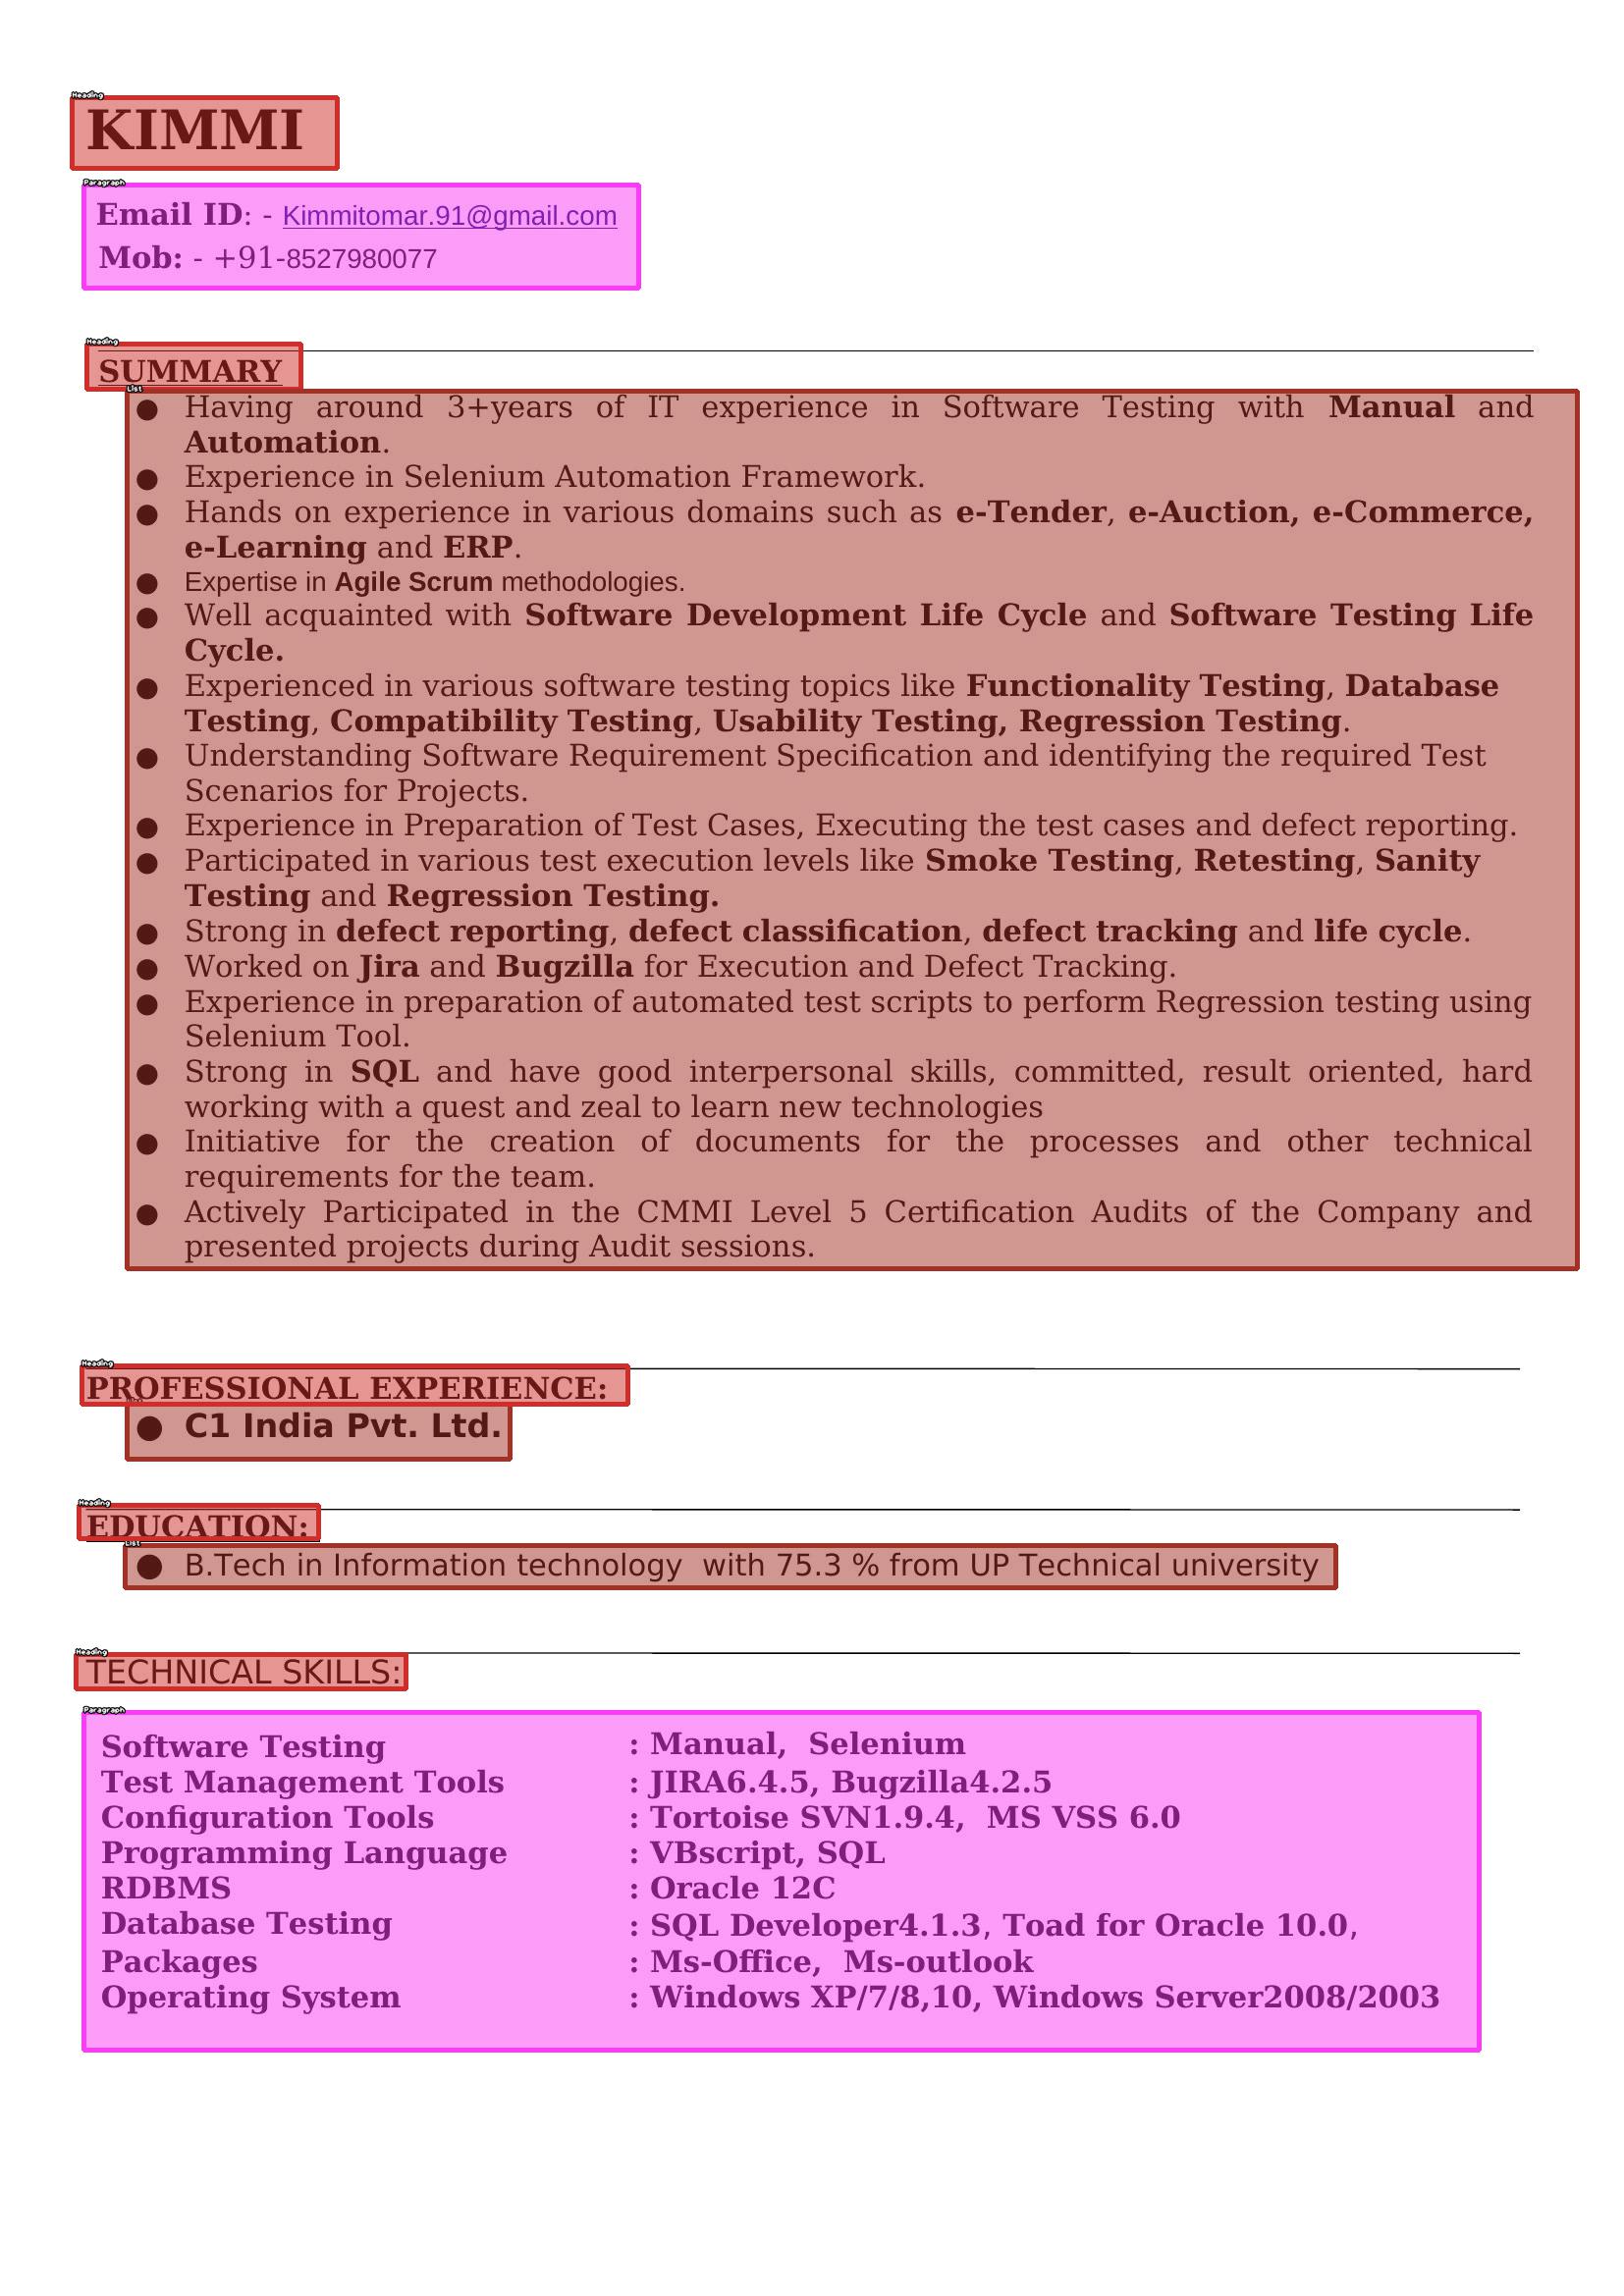 Heading
KIMMI
Paragraph
Email ID: - Kimmitomar.91@gmail.com
Mob: - +91-8527980077
Heading
SUMMARY
List
● Having around 3+years of IT experience in Software Testing with Manual and
Automation.
● Experience in Selenium Automation Framework.
● Hands on experience in various domains such as e-Tender, e-Auction, e-Commerce,
e-Learning and ERP.
● Expertise in Agile Scrum methodologies.
● Well acquainted with Software Development Life Cycle and Software Testing Life
Cycle.
● Experienced in various software testing topics like Functionality Testing, Database
Testing, Compatibility Testing, Usability Testing, Regression Testing.
● Understanding Software Requirement Specification and identifying the required Test
Scenarios for Projects.
● Experience in Preparation of Test Cases, Executing the test cases and defect reporting.
● Participated in various test execution levels like Smoke Testing, Retesting, Sanity
Testing and Regression Testing.
● Strong in defect reporting, defect classification, defect tracking and life cycle.
● Worked on Jira and Bugzilla for Execution and Defect Tracking.
● Experience in preparation of automated test scripts to perform Regression testing using
Selenium Tool.
● Strong in SQL and have good interpersonal skills, committed, result oriented, hard
working with a quest and zeal to learn new technologies
● Initiative for the creation of documents for the processes and other technical
requirements for the team.
● Actively Participated in the CMMI Level 5 Certification Audits of the Company and
presented projects during Audit sessions.
Heading
PROFESSIONAL EXPERIENCE:
● C1 India Pvt. Ltd.
Heading
EDUCATION:
List
● B.Tech in Information technology with 75.3 % from UP Technical university
Heading
TECHNICAL SKILLS:
Paragraph
Software Testing : Manual, Selenium
Test Management Tools : JIRA6.4.5, Bugzilla4.2.5
Configuration Tools : Tortoise SVN1.9.4, MS VSS 6.0
Programming Language : VBscript, SQL
RDBMS : Oracle 12C
Database Testing : SQL Developer4.1.3, Toad for Oracle 10.0,
Packages : Ms-Office, Ms-outlook
Operating System : Windows XP/7/8,10, Windows Server2008/2003